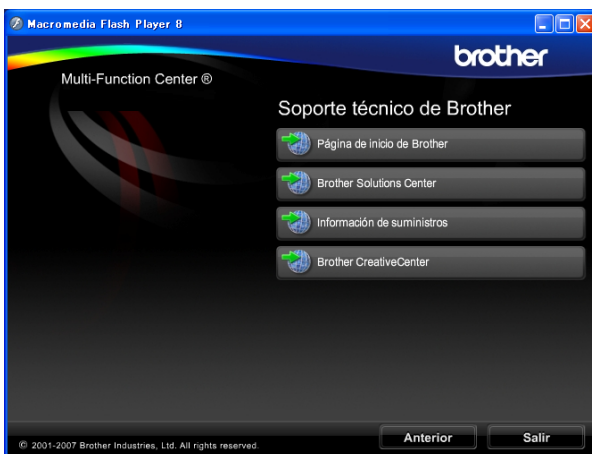 Macromedia Flash Player 8
brother
Multi-Function Center ®
Soporte técnico de Brother
Página de inicio de Brother
Brother Solutions Center
Información de suministros
Brother CreativeCenter
Anterior
Salir
© 2001-2007 Brother Industries, Ltd. All rights reserved.